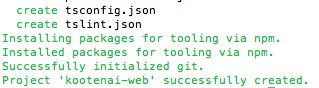 create tsconfig.json
create tslint.json
Installing packages for tooling via npm.
Installed packages for tooling via npm.
Successfully initialized git.
Project 'kootenai-web' successfully created.